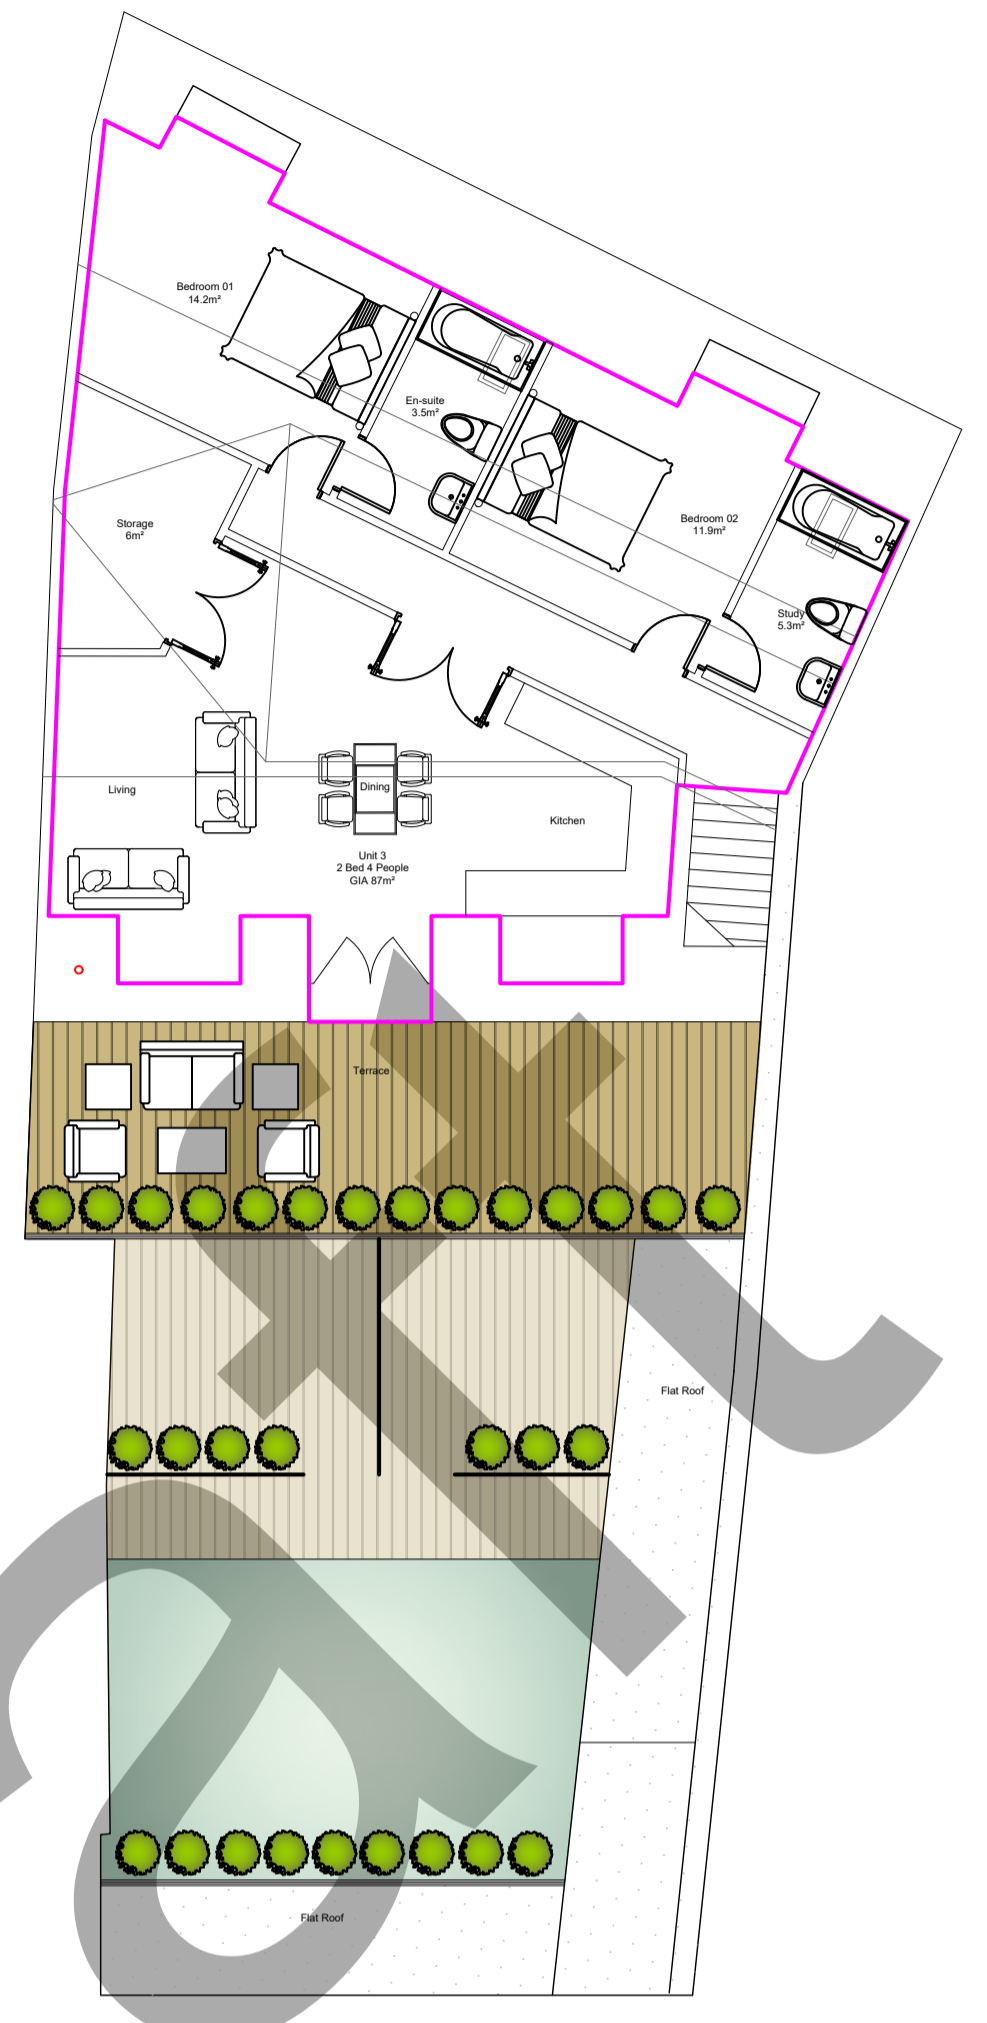 Bedroom 01
14.2m²
En-suite
3.5m²
Bedroom 02
11.9m²
Storage
6m²
Study
5.3m²
Living
Dining
Kitchen
Unit 3
2 Bed 4 People
GIA 87m²
Terrace
Flat Roof
Flat Roof